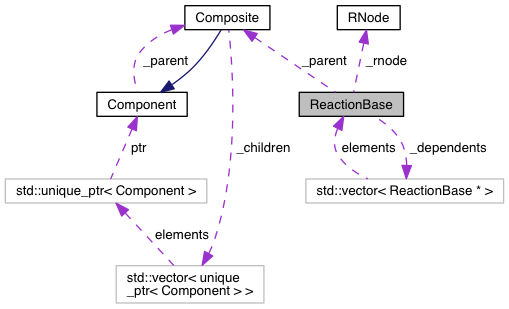 Composite
RNode
_parent
_parent
_rnode
Component
ReactionBase
ptr
_children
elements
_dependents
std::unique_ptr< Component >
std::vector< ReactionBase * >
elements
std::vector< unique
_ptr< Component > >